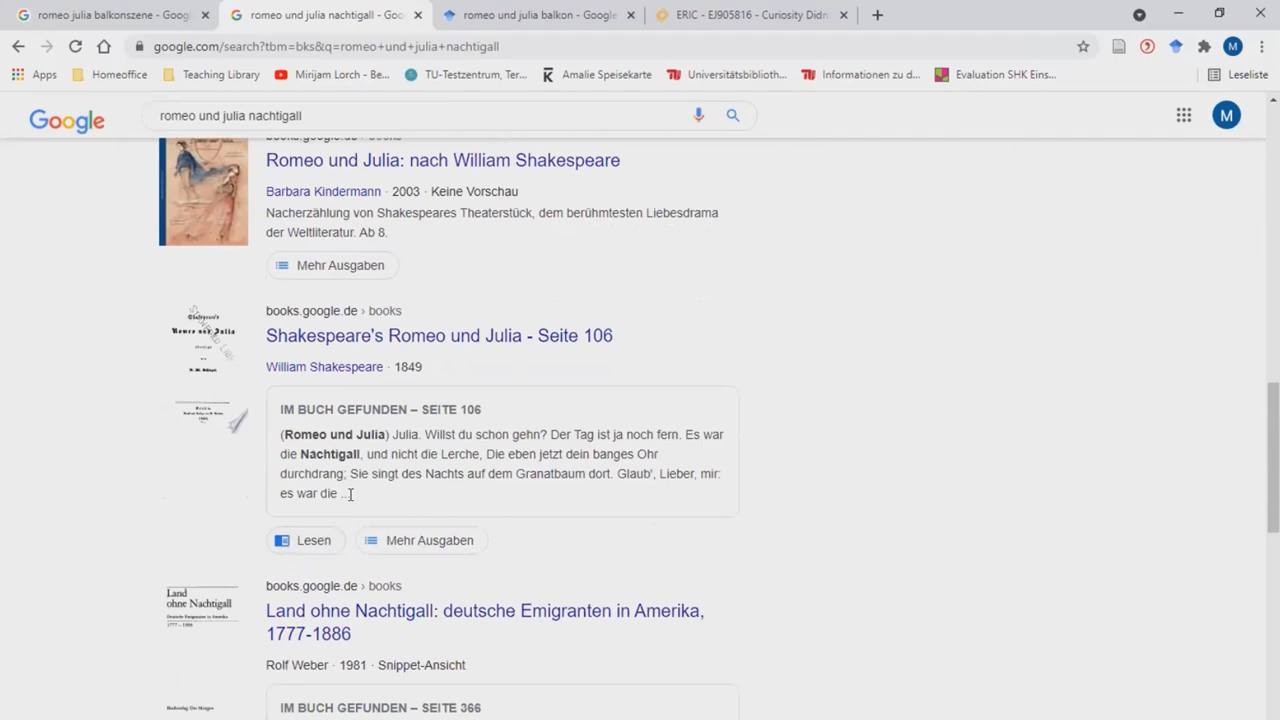 romeo julia balkonszene - Goog
romeo und julia nachtigall - Goo
romeo und julia balkon - Google
ERIC - EJ905816 - Curiosity Didn
google.com/search?tbm=bks&q=romeo+und+julia+nachtigall
M
Apps
Homeoffice
Teaching Library
Mirjam Lorch - Be...
TU-Testzentrum, Ter...
Amalie Speisekarte
Universitätsbiblioth...
Informationen zu d...
Evaluation SHK Eins...
Leseliste
Google
romeo und julia nachtigall
M
Romeo und Julia: nach William Shakespeare
Barbara Kindermann · 2003 · Keine Vorschau
Nacherzählung von Shakespeares Theaterstück, dem berühmtesten Liebesdrama
der Weltliteratur. Ab 8.
Mehr Ausgaben
books.google.de › books
Shakespeare's Romeo und Julia - Seite 106
William Shakespeare · 1849
IM BUCH GEFUNDEN – SEITE 106
(Romeo und Julia) Julia. Willst du schon gehn? Der Tag ist ja noch fern. Es war
die Nachtigall, und nicht die Lerche, Die eben jetzt dein banges Ohr
durchdrang; Sie singt des Nachts auf dem Granatbaum dort. Glaub', Lieber, mir:
es war die ...
Lesen
Mehr Ausgaben
Land
ohne Nachtigall
books.google.de › books
Land ohne Nachtigall: deutsche Emigranten in Amerika,
1777-1886
Rolf Weber · 1981 · Snippet-Ansicht
IM BUCH GEFUNDEN – SEITE 366